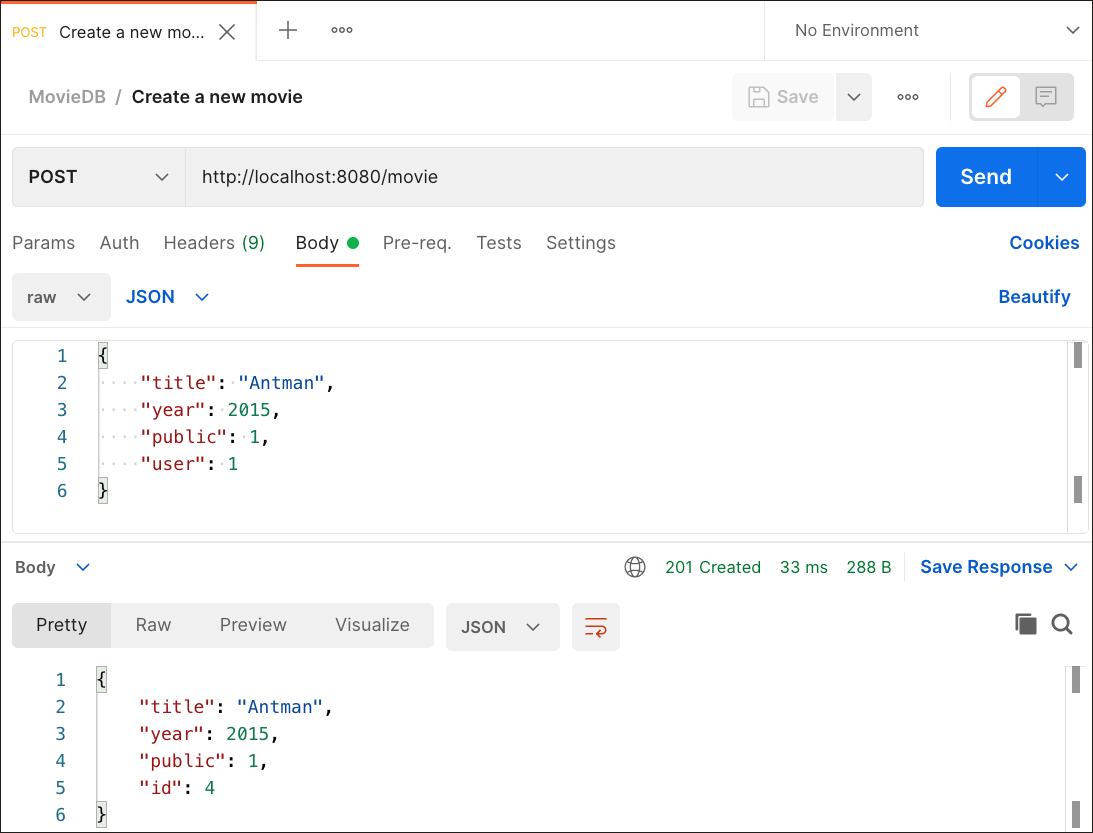 POST Create a new mo... No Environment
MovieDB / Create a new movie Save
POST http://localhost:8080/movie Send
Params Auth Headers (9) Body Pre-req. Tests Settings Cookies
raw JSON Beautify
1 {
2 "title": "Antman",
3 "year": 2015,
4 "public": 1,
5 "user": 1
6 }
Body 201 Created 33 ms 288 B Save Response
Pretty Raw Preview Visualize JSON
1 {
2 "title": "Antman",
3 "year": 2015,
4 "public": 1,
5 "id": 4
6 }